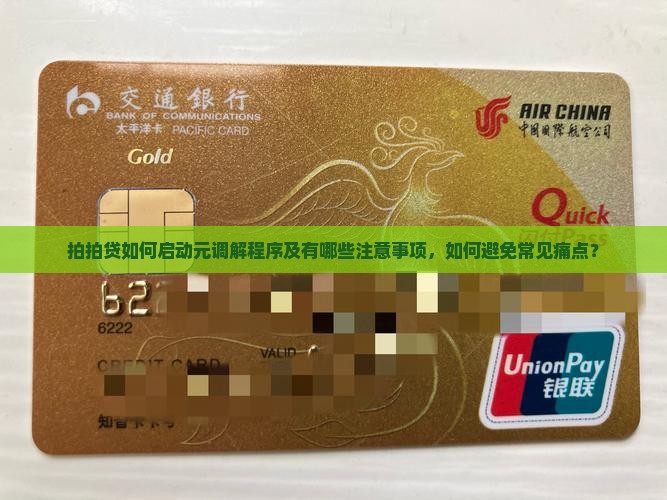 交通銀行
BANK OF COMMUNICATIONS
太平洋卡 PACIFIC CARD
Gold
AIR CHINA
中国国際航空公司
Quick
拍拍贷如何启动元调解程序及有哪些注意事项，如何避免常见痛点？
62
6222
CREDIT CARD
VALID
UnionPay
银联